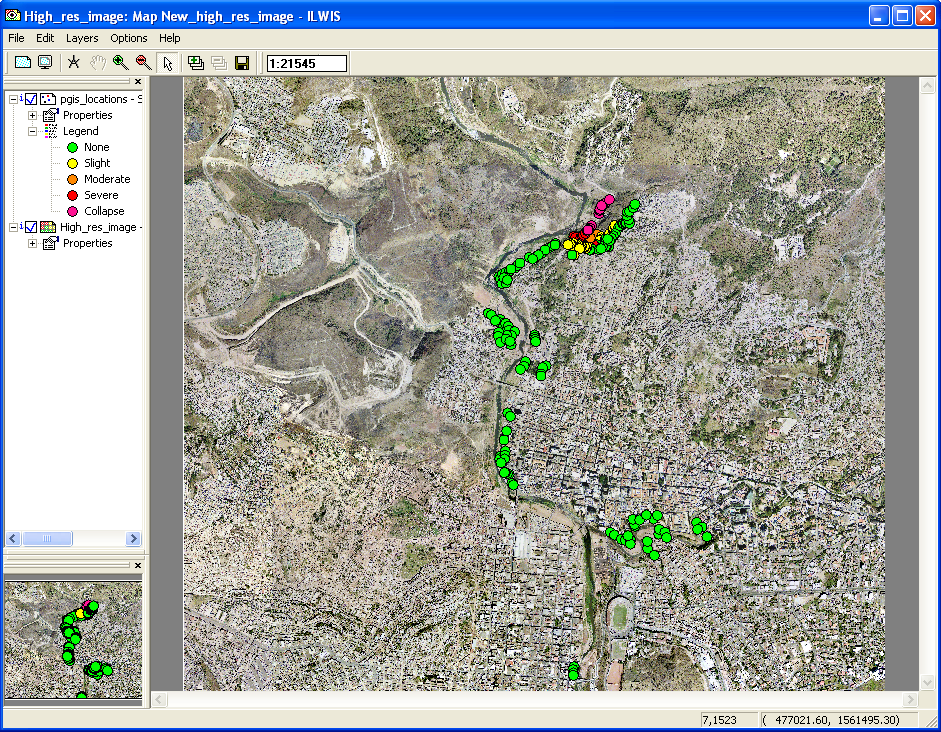 High_res_image: Map New_high_res_image - ILWIS
File Edit Layers Options Help
1:21545
pgis_locations - S
Properties
Legend
None
Slight
Moderate
Severe
Collapse
High_res_image -
Properties
7,1523 ( 477021.60, 1561495.30)